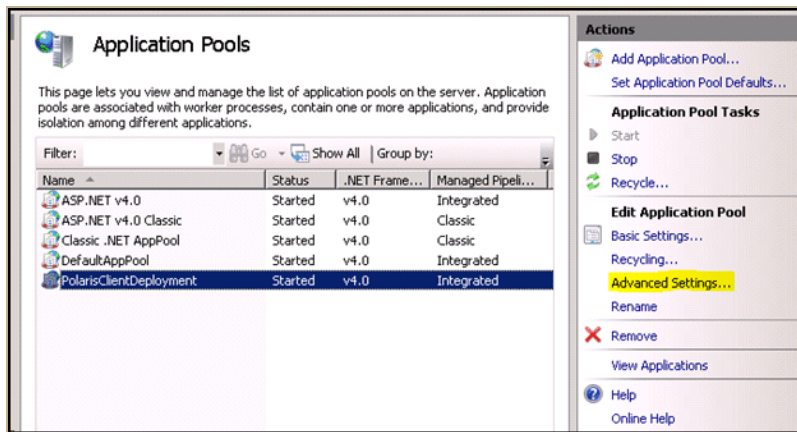 Application Pools
This page lets you view and manage the list of application pools on the server. Application
pools are associated with worker processes, contain one or more applications, and provide
isolation among different applications.
Filter: Go Show All Group by:
Name Status .NET Frame... Managed Pipeli...
ASP.NET v4.0 Started v4.0 Integrated
ASP.NET v4.0 Classic Started v4.0 Classic
Classic .NET AppPool Started v4.0 Classic
DefaultAppPool Started v4.0 Integrated
PolarisClientDeployment Started v4.0 Integrated
Actions
Add Application Pool...
Set Application Pool Defaults...
Application Pool Tasks
Start
Stop
Recycle...
Edit Application Pool
Basic Settings...
Recycling...
Advanced Settings...
Rename
Remove
View Applications
Help
Online Help